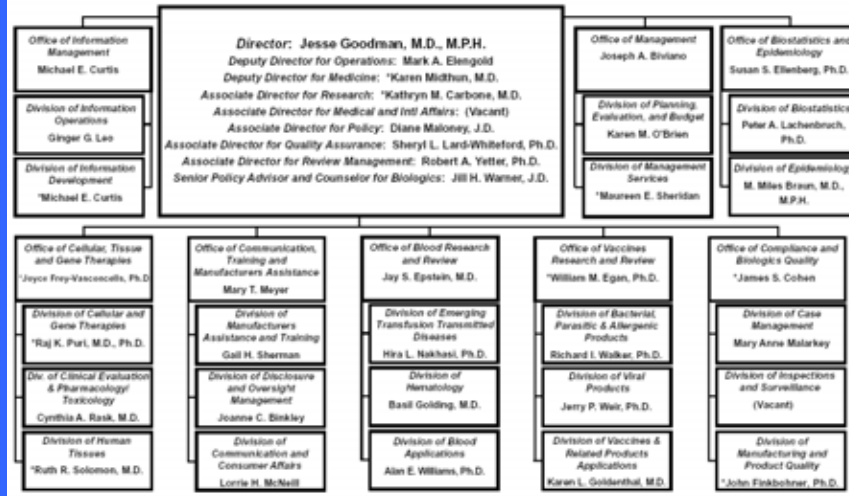 Office of Information
Management
Michael E. Curtis
Division of Information
Operations
Ginger G. Leo
Division of Information
Development
*Michael E. Curtis
Director: Jesse Goodman, M.D., M.P.H.
Deputy Director for Operations: Mark A. Elengold
Deputy Director for Medicine: *Karen Midthun, M.D.
Associate Director for Research: *Kathryn M. Carbone, M.D.
Associate Director for Medical and Intl Affairs: (Vacant)
Associate Director for Policy: Diane Maloney, J.D.
Associate Director for Quality Assurance: Sheryl L. Lard-Whiteford, Ph.D.
Associate Director for Review Management: Robert A. Yetter, Ph.D.
Senior Policy Advisor and Counselor for Biologics: Jill H. Warner, J.D.
Office of Management
Joseph A. Biviano
Division of Planning,
Evaluation, and Budget
Karen M. O'Brien
Division of Management
Services
*Maureen E. Sheridan
Office of Biostatistics and
Epidemiology
Susan S. Ellenberg, Ph.D.
Division of Biostatistics
Peter A. Lachenbruch,
Ph.D.
Division of Epidemiology
M. Miles Braun, M.D.,
M.P.H.
Office of Cellular, Tissue
and Gene Therapies
*Joyce Frey-Vasconcells, Ph.D
Division of Cellular and
Gene Therapies
*Raj K. Puri, M.D., Ph.D.
Div. of Clinical Evaluation
& Pharmacology/
Toxicology
Cynthia A. Rask, M.D.
Division of Human
Tissues
*Ruth R. Solomon, M.D.
Office of Communication,
Training and
Manufacturers Assistance
Mary T. Meyer
Division of
Manufacturers
Assistance and Training
Gail H. Sherman
Division of Disclosure
and Oversight
Management
Joanne C. Binkley
Division of
Communication and
Consumer Affairs
Lorrie H. McNeill
Office of Blood Research
and Review
Jay S. Epstein, M.D.
Division of Emerging
Transfusion Transmitted
Diseases
Hira L. Nakhasi, Ph.D.
Division of
Hematology
Basil Golding, M.D.
Division of Blood
Applications
Alan E. Williams, Ph.D.
Office of Vaccines
Research and Review
*William M. Egan, Ph.D.
Division of Bacterial,
Parasitic & Allergenic
Products
Richard I. Walker, Ph.D.
Division of Viral
Products
Jerry P. Weir, Ph.D.
Division of Vaccines &
Related Products
Applications
Karen L. Goldenthal, M.D.
Office of Compliance and
Biologics Quality
*James S. Cohen
Division of Case
Management
Mary Anne Malarkey
Division of Inspections
and Surveillance
(Vacant)
Division of
Manufacturing and
Product Quality
*John Finkbohner, Ph.D.